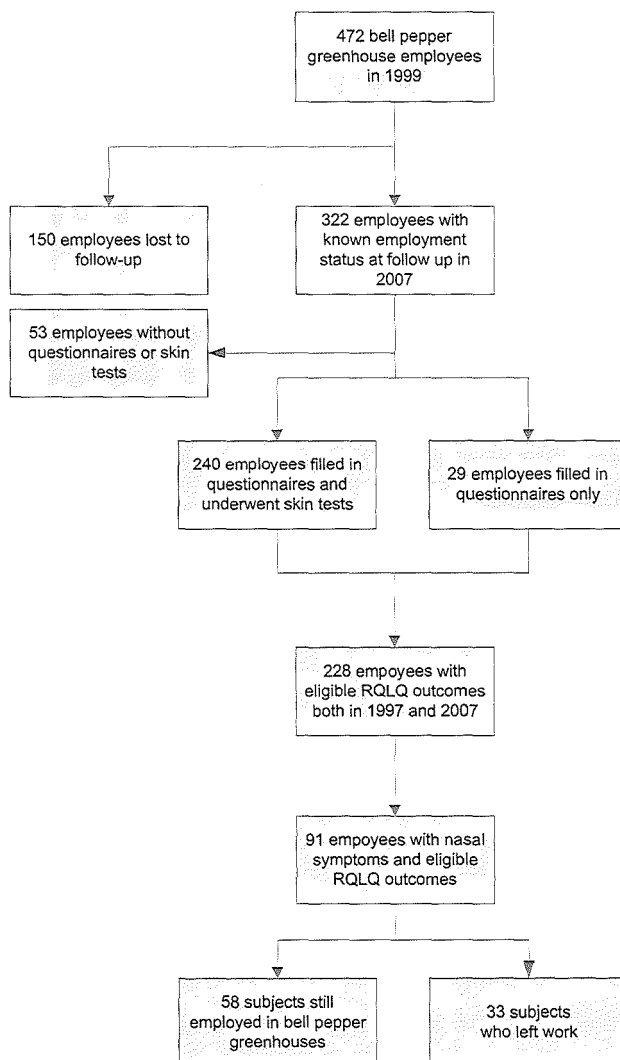 472 bell pepper
greenhouse employees
in 1999
150 employees lost to
follow-up
322 employees with
known employment
status at follow up in
2007
53 employees without
questionnaires or skin
tests
240 employees filled in
questionnaires and
underwent skin tests
29 employees filled in
questionnaires only
228 empoyees with
eligible RQLQ outcomes
both in 1997 and 2007
91 empoyees with nasal
symptoms and eligible
RQLQ outcomes
58 subjects still
employed in bell pepper
greenhouses
33 subjects
who left work